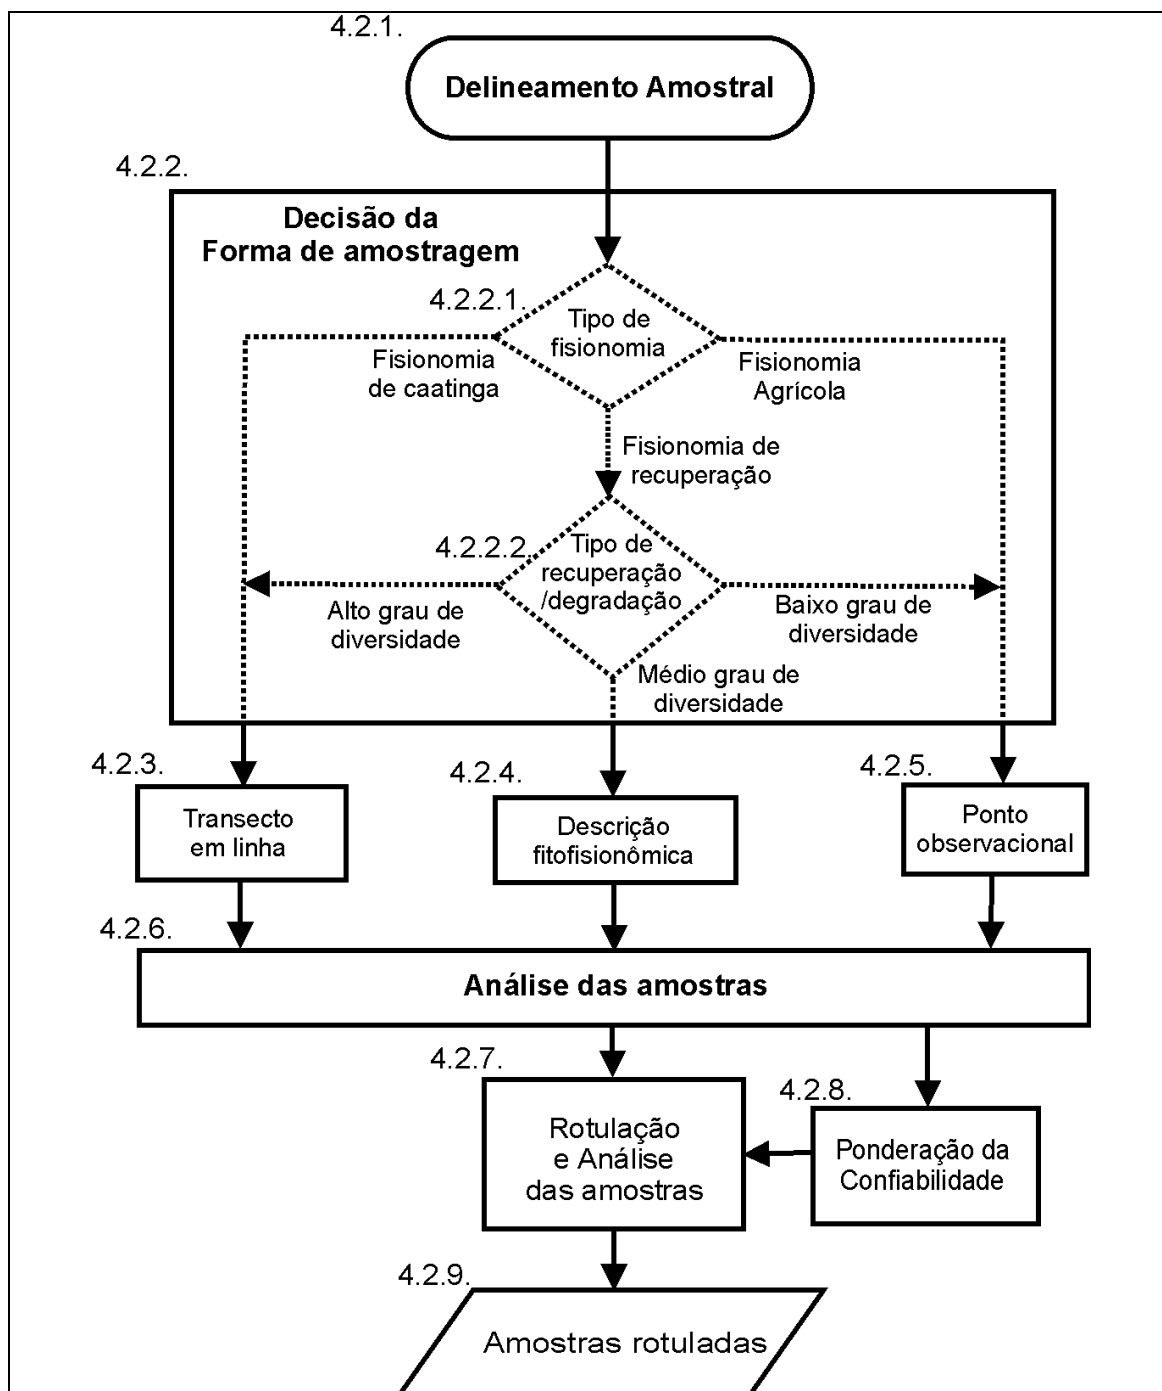 4.2.1.
Delineamento Amostral
4.2.2.
Decisão da
Forma de amostragem
4.2.2.1.
Tipo de
fisionomia
Fisionomia
de caatinga
Fisionomia
Agrícola
Fisionomia de
recuperação
4.2.2.2.
Tipo de
recuperação
/degradação
Alto grau de
diversidade
Baixo grau de
diversidade
Médio grau de
diversidade
4.2.3.
Transecto
em linha
4.2.4.
Descrição
fitofisionômica
4.2.5.
Ponto
observacional
4.2.6.
Análise das amostras
4.2.7.
Rotulação
e Análise
das amostras
4.2.8.
Ponderação da
Confiabilidade
4.2.9.
Amostras rotuladas